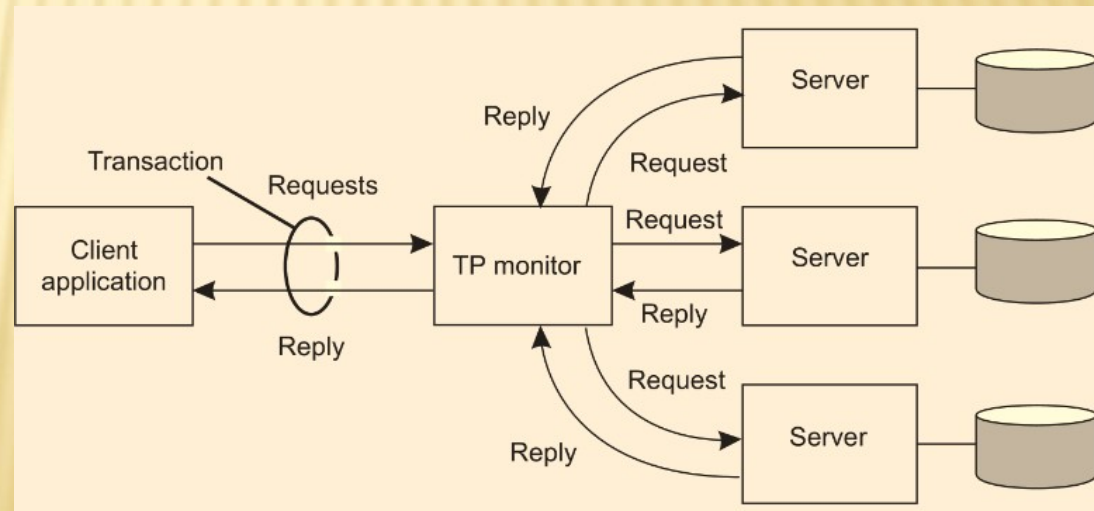 Server
Reply
Transaction
Requests
Request
Client
application
TP monitor
Request
Server
Reply
Reply
Request
Server
Reply